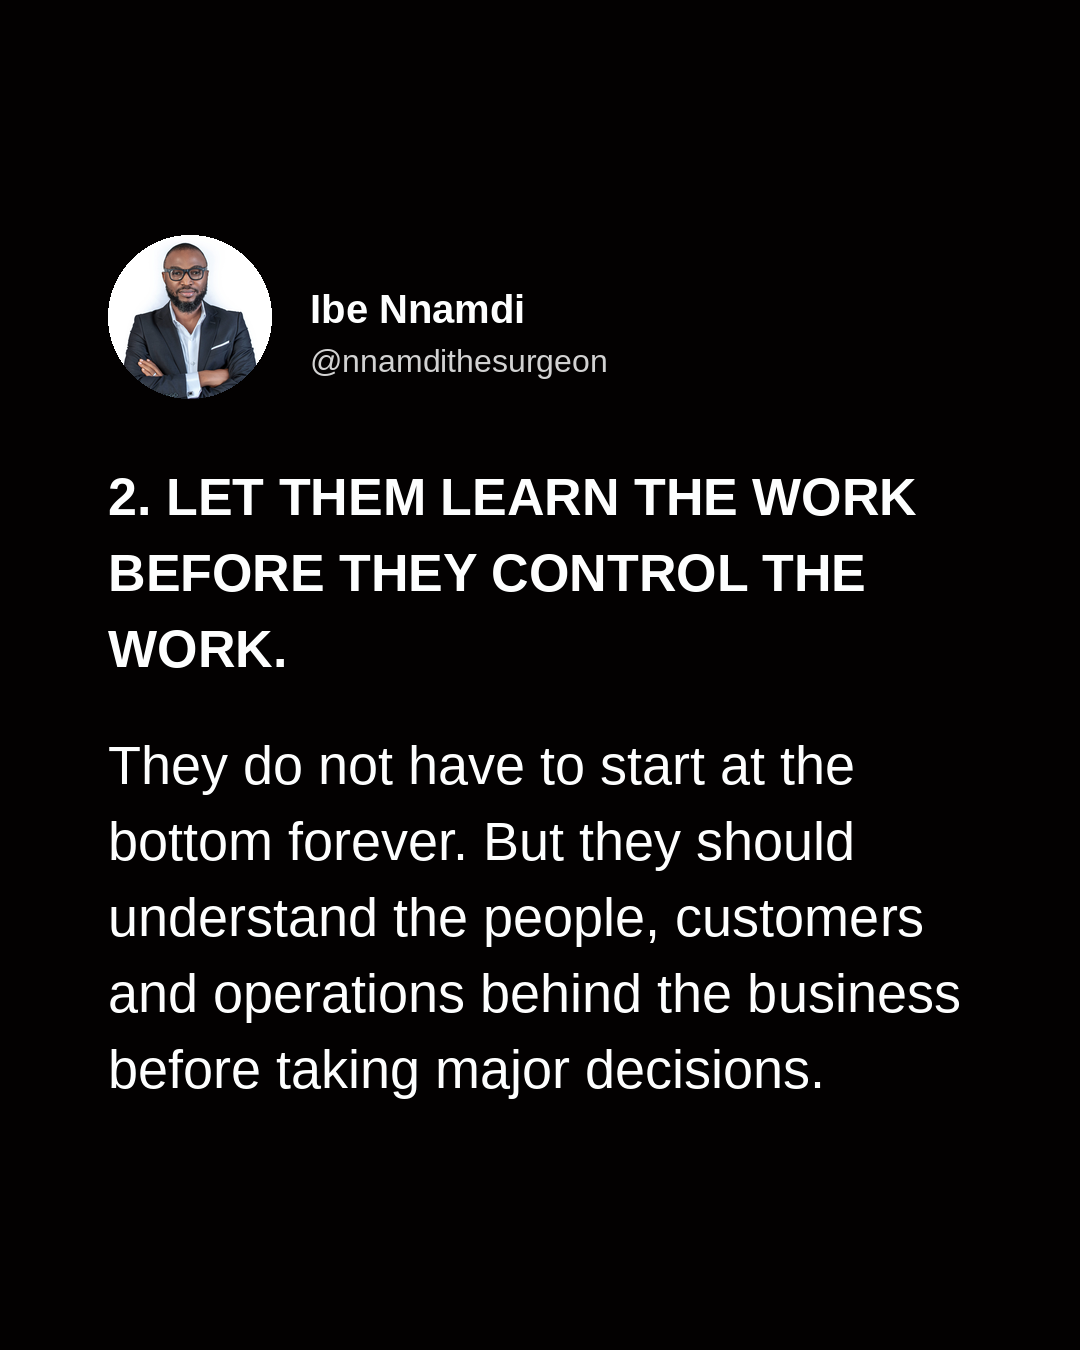 Ibe Nnamdi
@nnamdithesurgeon
2. LET THEM LEARN THE WORK
BEFORE THEY CONTROL THE
WORK.
They do not have to start at the
bottom forever. But they should
understand the people, customers
and operations behind the business
before taking major decisions.